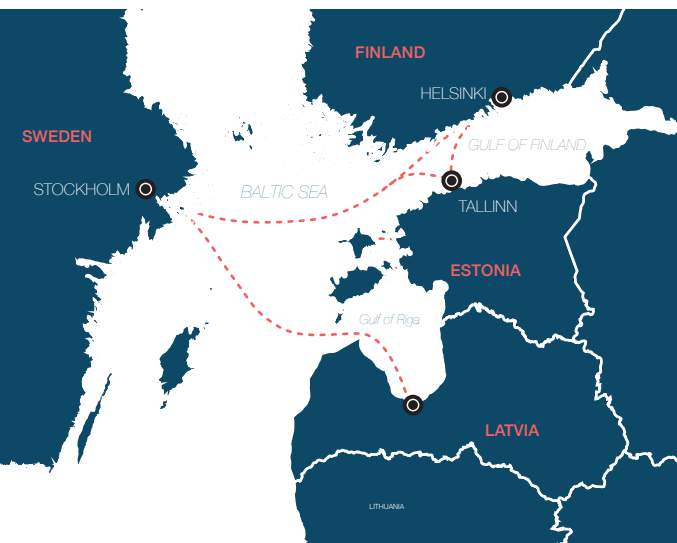 FINLAND
HELSINKI
SWEDEN
GULF OF FINLAND
STOCKHOLM
BALTIC SEA
TALLINN
ESTONIA
Gulf of Riga
LATVIA
LITHUANIA